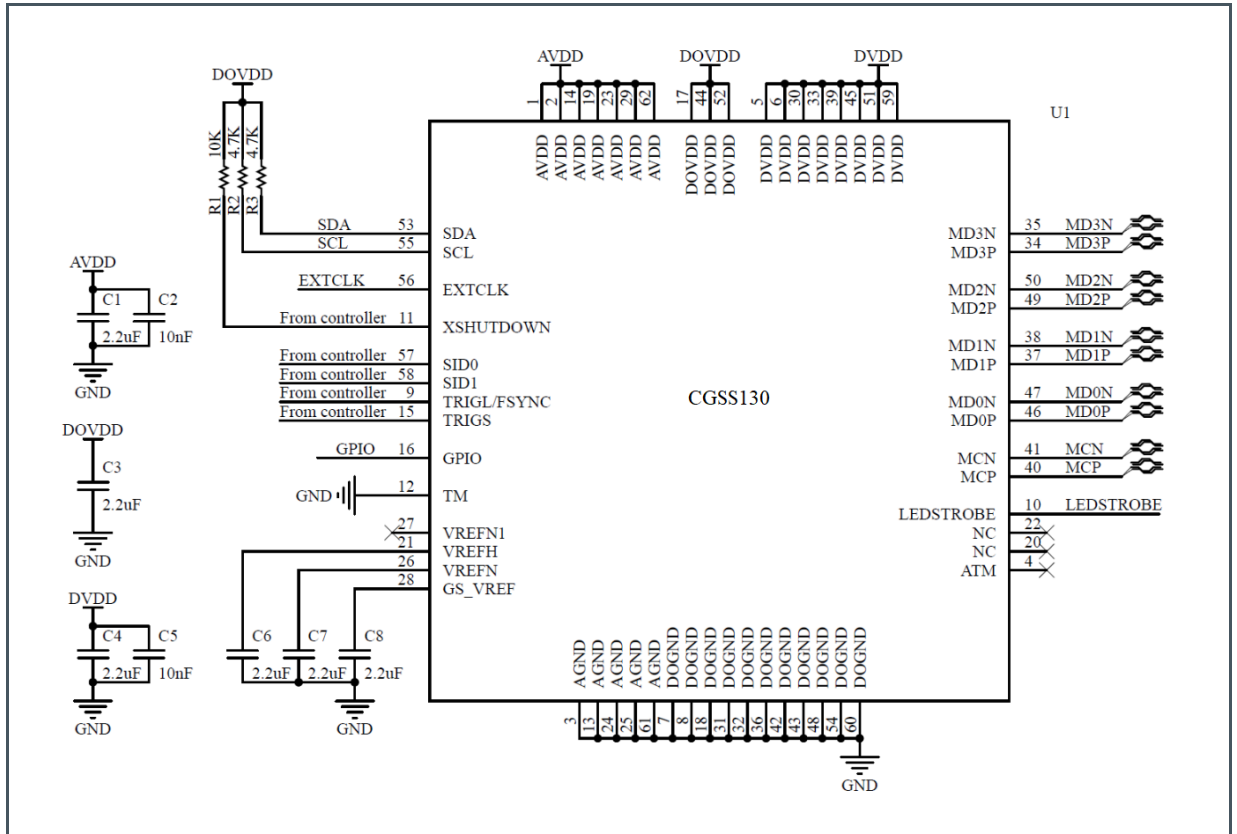 AVDD
DOVDD
DVDD
1
2
14
19
23
29
62
17
44
52
5
6
30
33
39
45
51
59
AVDD
AVDD
AVDD
AVDD
AVDD
AVDD
AVDD
DOVDD
DOVDD
DOVDD
DVDD
DVDD
DVDD
DVDD
DVDD
DVDD
DVDD
DVDD
U1
DOVDD
10K
4.7K
4.7K
R1
R2
R3
SDA 53 SDA
SCL 55 SCL
EXTCLK 56 EXTCLK
From controller 11 XSHUTDOWN
From controller 57 SID0
From controller 58 SID1
From controller 9 TRIGL/FSYNC
From controller 15 TRIGS
GPIO 16 GPIO
GND 12 TM
27 VREFN1
21 VREFH
26 VREFN
28 GS_VREF
CGSS130
MD3N 35 MD3N
MD3P 34 MD3P
MD2N 50 MD2N
MD2P 49 MD2P
MD1N 38 MD1N
MD1P 37 MD1P
MD0N 47 MD0N
MD0P 46 MD0P
MCN 41 MCN
MCP 40 MCP
LEDSTROBE 10 LEDSTROBE
NC 22
NC 20
ATM 4
AVDD
C1 C2
2.2uF 10nF
GND
DOVDD
C3
2.2uF
GND
DVDD
C4 C5
2.2uF 10nF
GND
C6 C7 C8
2.2uF 2.2uF 2.2uF
GND
AGND
AGND
AGND
AGND
AGND
DOGND
DOGND
DOGND
DOGND
DOGND
DOGND
DOGND
DOGND
DOGND
DOGND
DOGND
3
13
24
25
61
7
8
18
31
32
36
42
43
48
54
60
GND